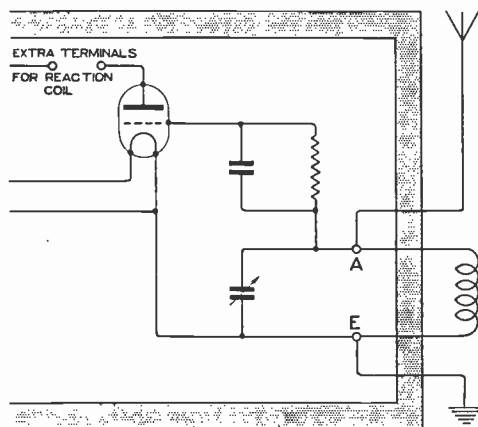 EXTRA TERMINALS
FOR REACTION
COIL
A
E